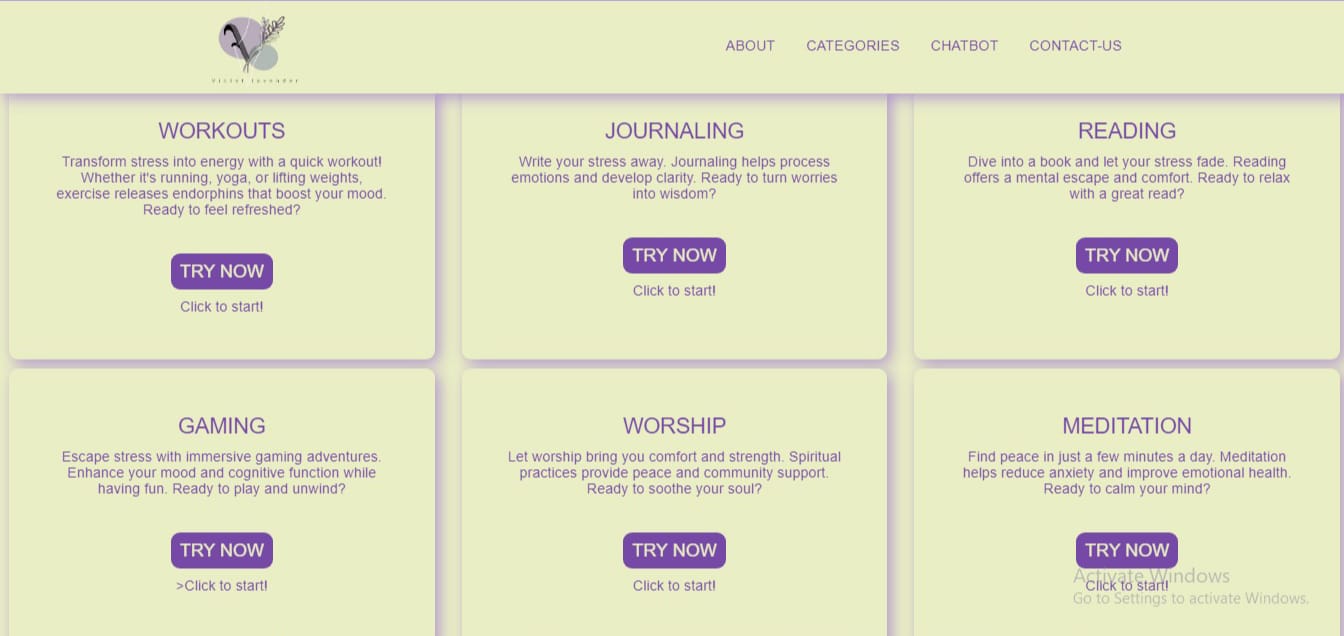 ABOUT CATEGORIES CHATBOT CONTACT-US
WORKOUTS
Transform stress into energy with a quick workout!
Whether it's running, yoga, or lifting weights,
exercise releases endorphins that boost your mood.
Ready to feel refreshed?
TRY NOW
Click to start!
JOURNALING
Write your stress away. Journaling helps process
emotions and develop clarity. Ready to turn worries
into wisdom?
TRY NOW
Click to start!
READING
Dive into a book and let your stress fade. Reading
offers a mental escape and comfort. Ready to relax
with a great read?
TRY NOW
Click to start!
GAMING
Escape stress with immersive gaming adventures.
Enhance your mood and cognitive function while
having fun. Ready to play and unwind?
TRY NOW
>Click to start!
WORSHIP
Let worship bring you comfort and strength. Spiritual
practices provide peace and community support.
Ready to soothe your soul?
TRY NOW
Click to start!
MEDITATION
Find peace in just a few minutes a day. Meditation
helps reduce anxiety and improve emotional health.
Ready to calm your mind?
TRY NOW
Click to start!
Activate Windows
Go to Settings to activate Windows.